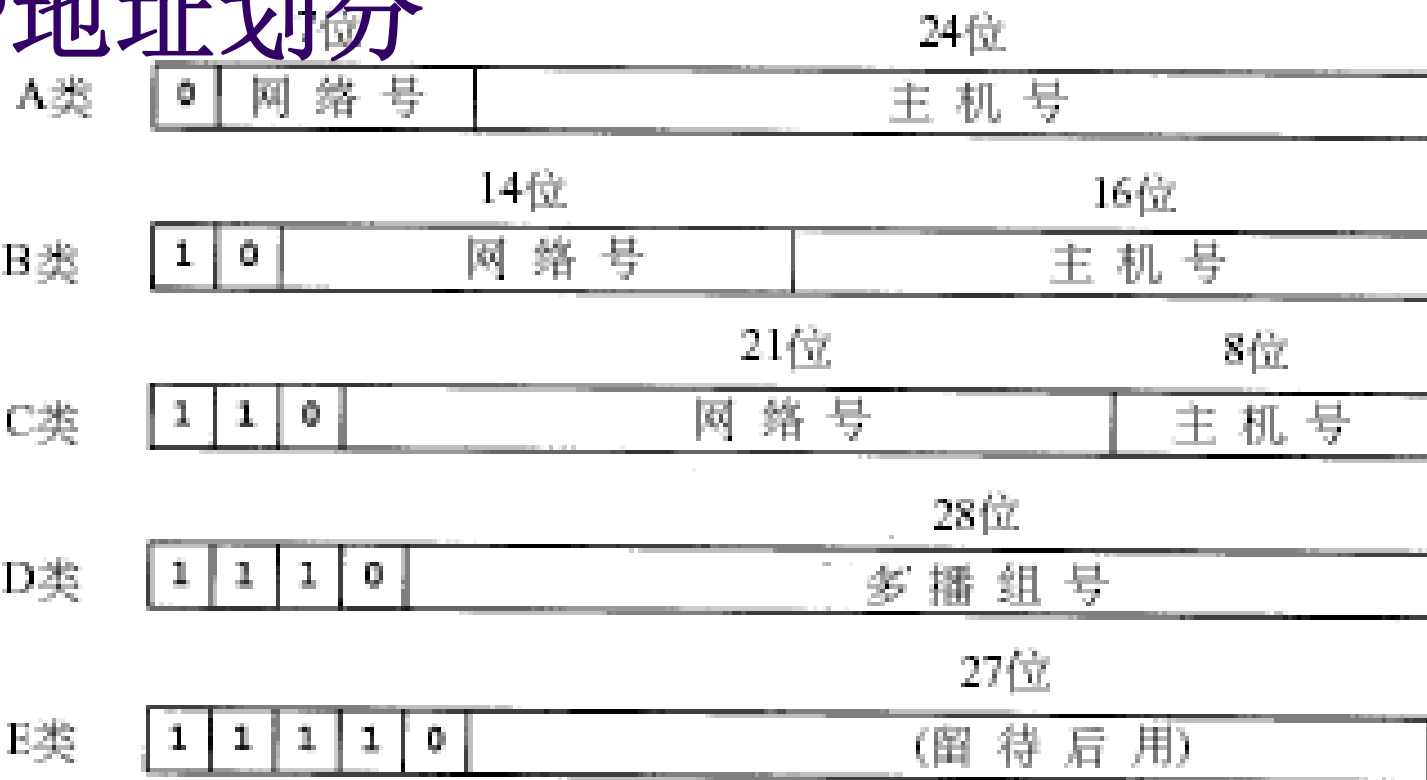 地址划分
7位 24位
A类 0 网络号 主机号
14位 16位
B类 1 0 网络号 主机号
21位 8位
C类 1 1 0 网络号 主机号
28位
D类 1 1 1 0 多播组号
27位
E类 1 1 1 1 0 (留待后用)